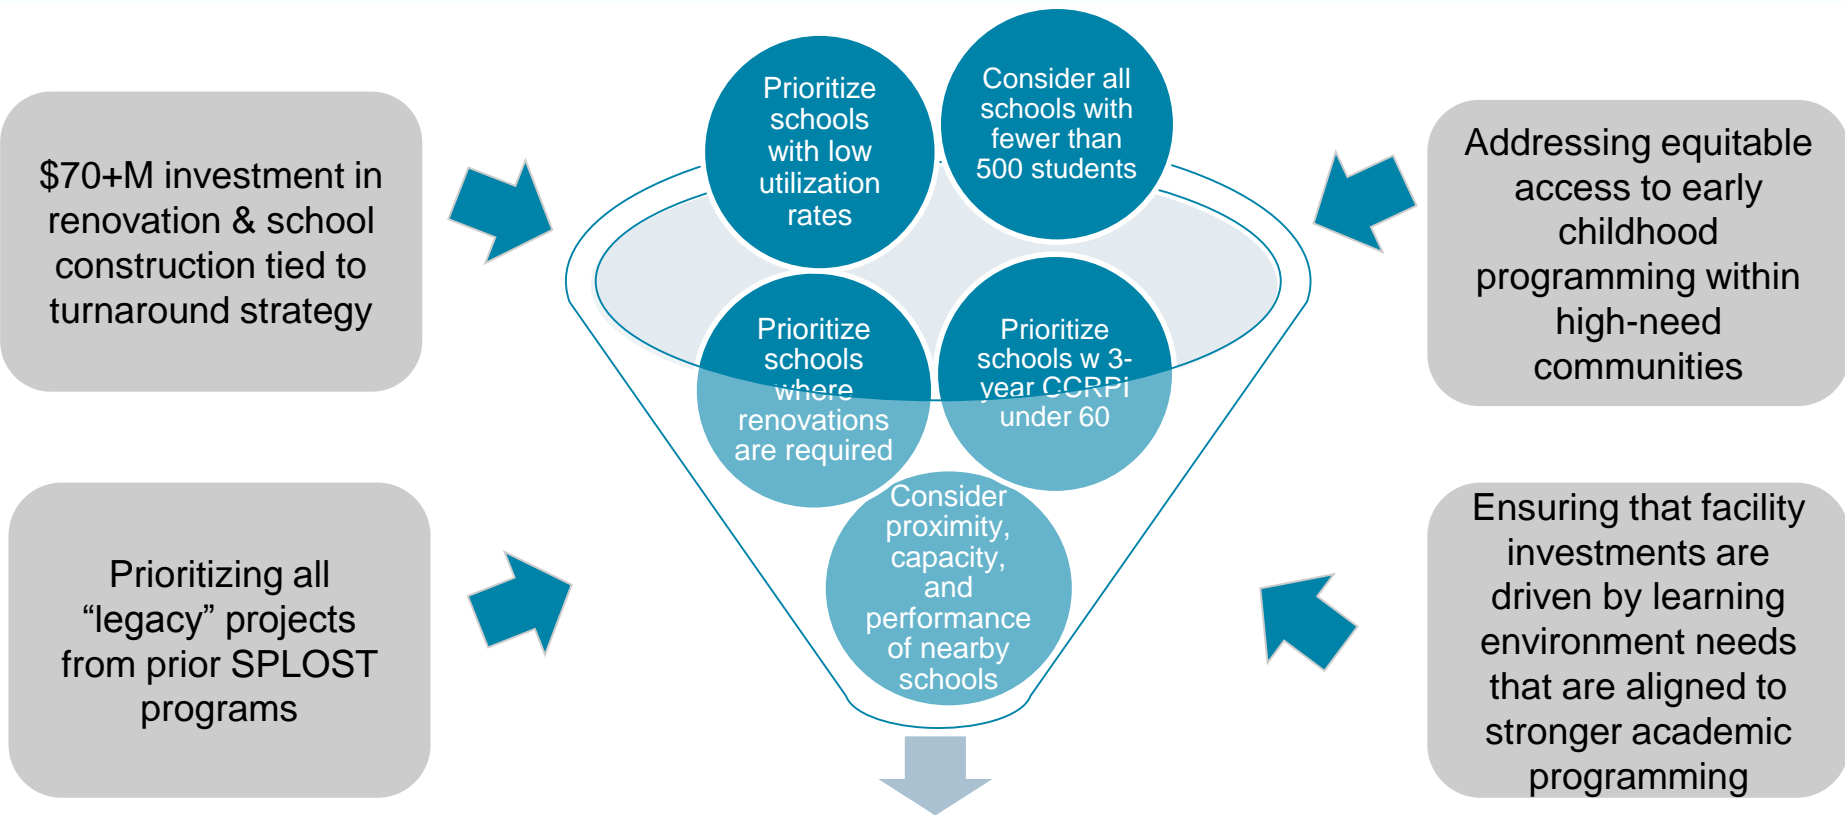 $70+M investment in
renovation & school
construction tied to
turnaround strategy
Prioritizing all
“legacy” projects
from prior SPLOST
programs
Prioritize
schools
with low
utilization
rates
Consider all
schools with
fewer than
500 students
Prioritize
schools
where
renovations
are required
Prioritize
schools w 3-
year CCRPi
under 60
Consider
proximity,
capacity,
and
performance
of nearby
schools
Addressing equitable
access to early
childhood
programming within
high-need
communities
Ensuring that facility
investments are
driven by learning
environment needs
that are aligned to
stronger academic
programming